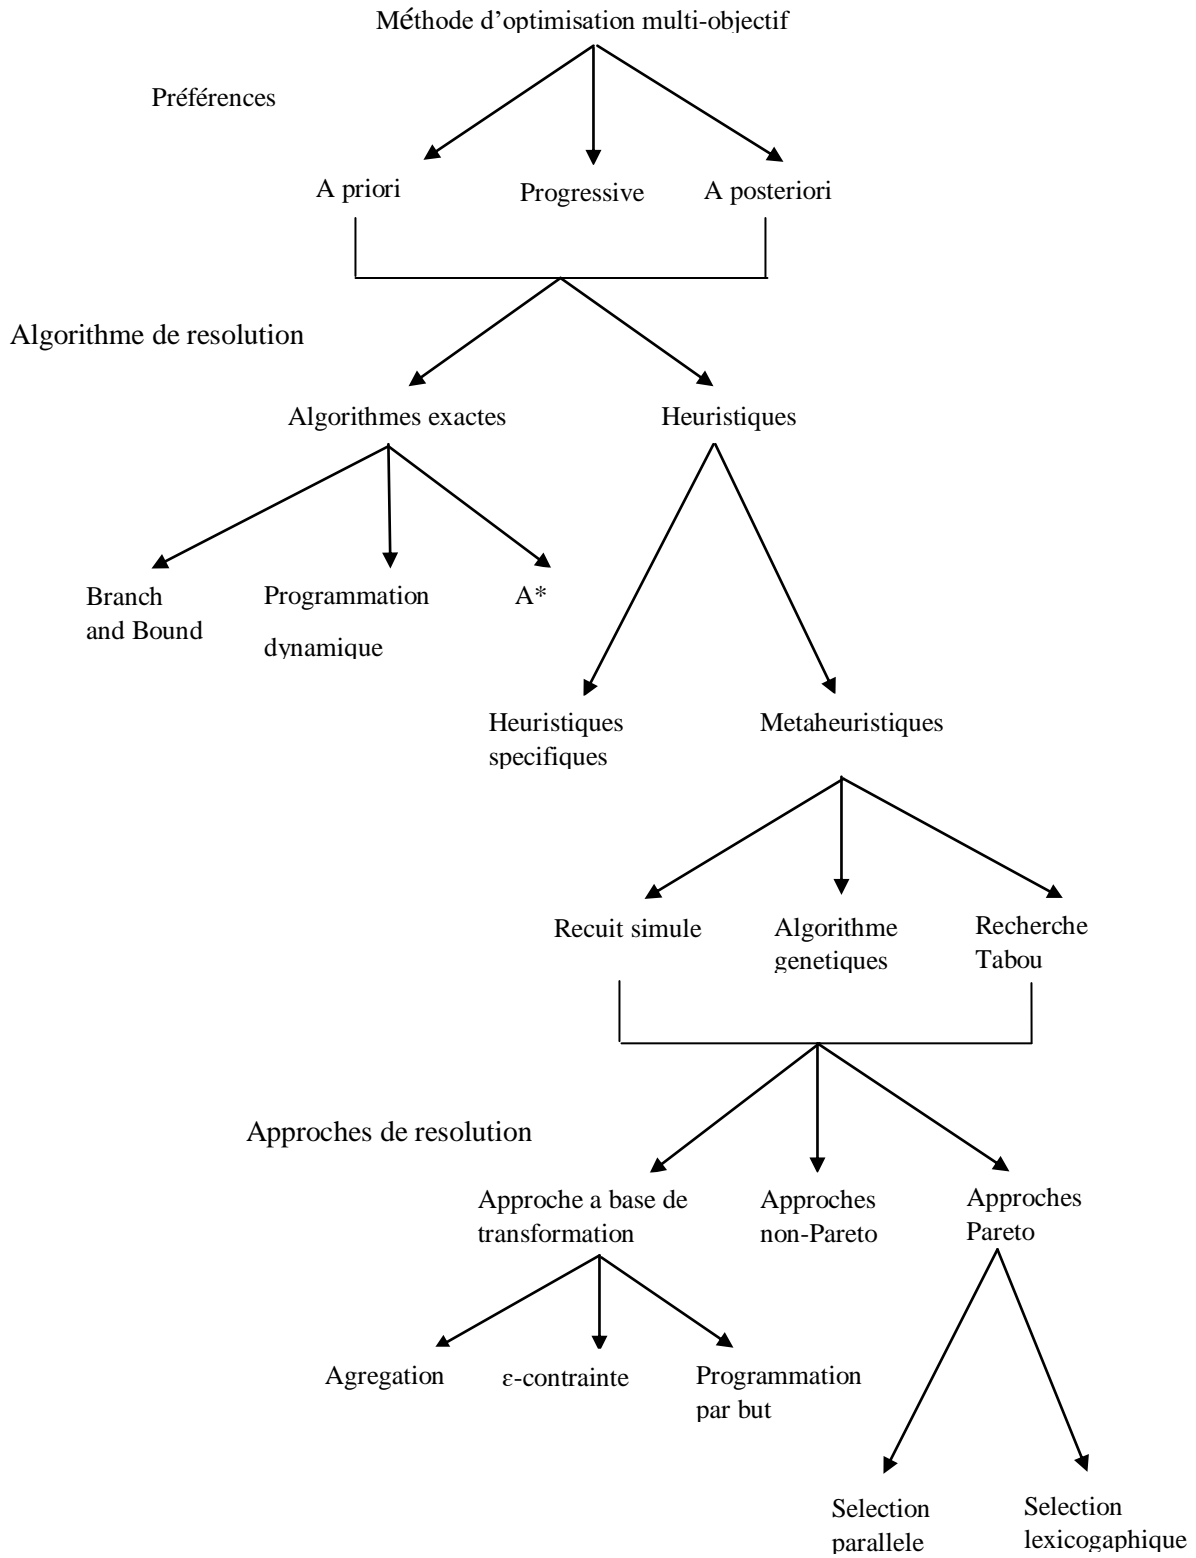 Méthode d'optimisation multi-objectif
Préférences
A priori
Progressive
A posteriori
Algorithme de resolution
Algorithmes exactes
Heuristiques
Branch
and Bound
Programmation
dynamique
A*
Heuristiques
specifiques
Metaheuristiques
Recuit simule
Algorithme
genetiques
Recherche
Tabou
Approches de resolution
Approche a base de
transformation
Approches
non-Pareto
Approches
Pareto
Agregation
ε-contrainte
Programmation
par but
Selection
parallele
Selection
lexicogaphique